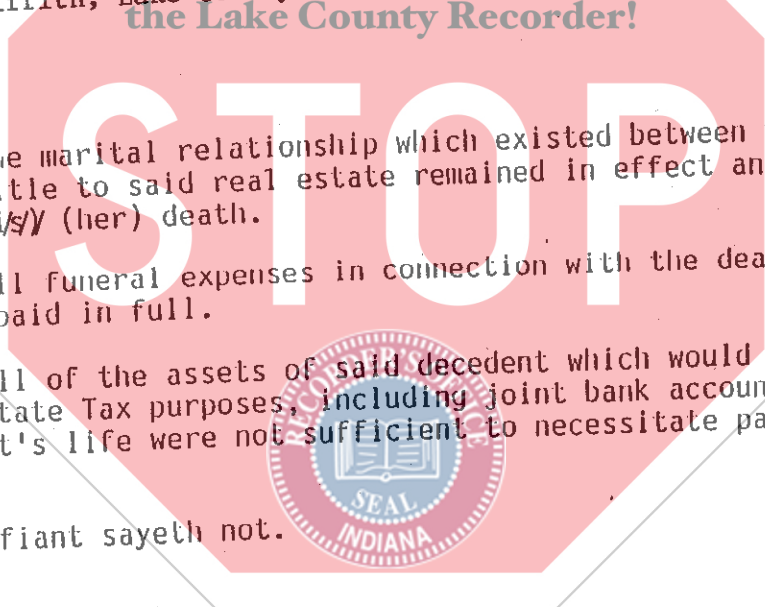 the Lake County Recorder!
STOP
e marital relationship which existed between
tle to said real estate remained in effect an
(her) death.
ll funeral expenses in connection with the dea
paid in full.
ll of the assets of said decedent which would
tate Tax purposes, including joint bank accoun
t's life were not sufficient to necessitate pa
RECORDER'S OFFICE
SEAL
INDIANA
fiant sayeth not.